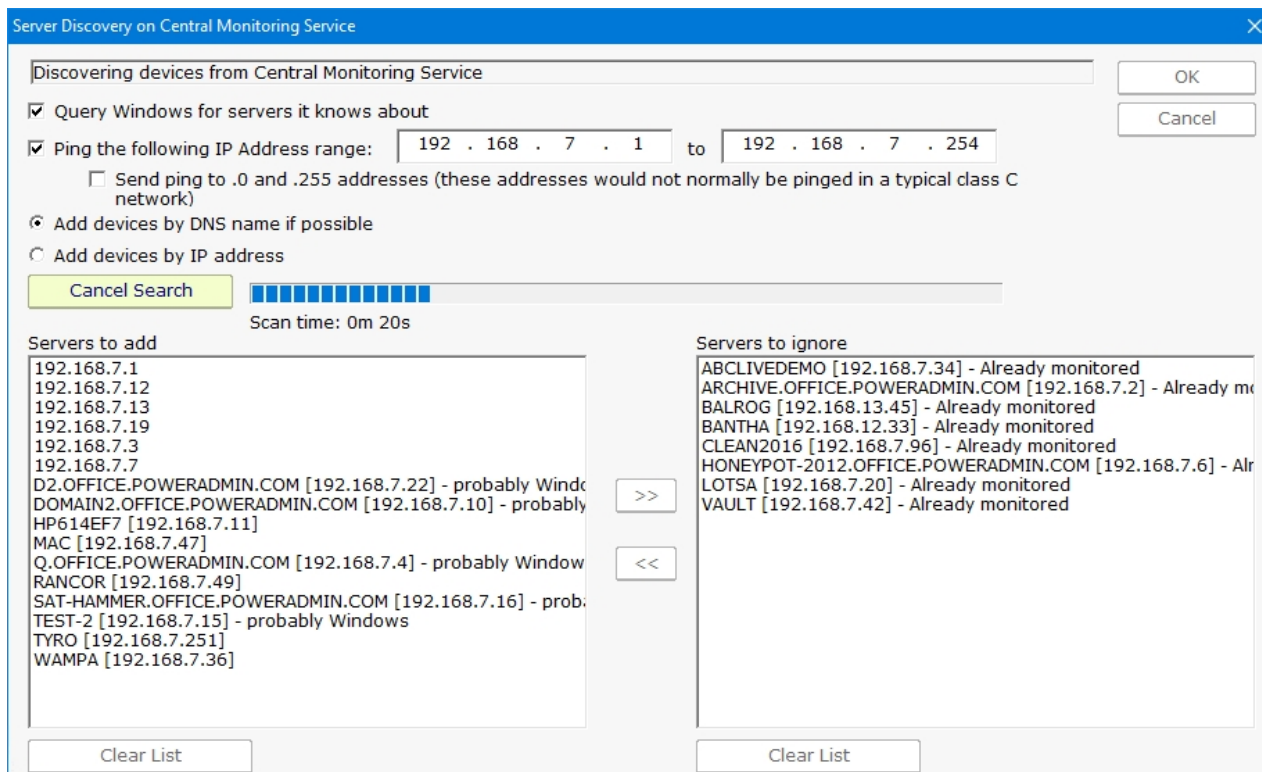 Server Discovery on Central Monitoring Service
Discovering devices from Central Monitoring Service
OK
Query Windows for servers it knows about
Cancel
Ping the following IP Address range: 192 . 168 . 7 . 1 to 192 . 168 . 7 . 254
Send ping to .0 and .255 addresses (these addresses would not normally be pinged in a typical class C
network)
Add devices by DNS name if possible
Add devices by IP address
Cancel Search
Scan time: 0m 20s
Servers to add
192.168.7.1
192.168.7.12
192.168.7.13
192.168.7.19
192.168.7.3
192.168.7.7
D2.OFFICE.POWERADMIN.COM [192.168.7.22] - probably Windo
DOMAIN2.OFFICE.POWERADMIN.COM [192.168.7.10] - probably
HP614EF7 [192.168.7.11]
MAC [192.168.7.47]
Q.OFFICE.POWERADMIN.COM [192.168.7.4] - probably Window
RANCOR [192.168.7.49]
SAT-HAMMER.OFFICE.POWERADMIN.COM [192.168.7.16] - proba
TEST-2 [192.168.7.15] - probably Windows
TYRO [192.168.7.251]
WAMPA [192.168.7.36]
Clear List
>>
<<
Servers to ignore
ABCLIVEDEMO [192.168.7.34] - Already monitored
ARCHIVE.OFFICE.POWERADMIN.COM [192.168.7.2] - Already mo
BALROG [192.168.13.45] - Already monitored
BANTHA [192.168.12.33] - Already monitored
CLEAN2016 [192.168.7.96] - Already monitored
HONEYPOT-2012.OFFICE.POWERADMIN.COM [192.168.7.6] - Alr
LOTSA [192.168.7.20] - Already monitored
VAULT [192.168.7.42] - Already monitored
Clear List